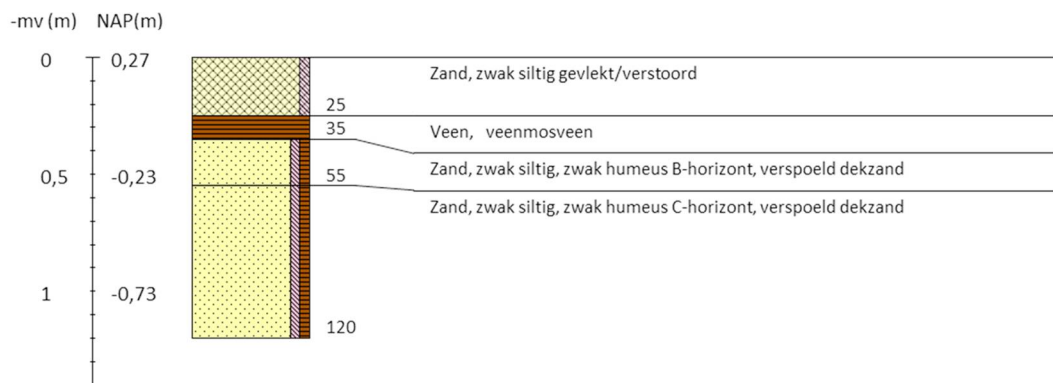 -mv (m) NAP(m)
0 0,27
Zand, zwak siltig gevlekt/verstoord
25
35
Veen, veenmosveen
Zand, zwak siltig, zwak humeus B-horizont, verspoeld dekzand
0,5 -0,23
55
Zand, zwak siltig, zwak humeus C-horizont, verspoeld dekzand
1 -0,73
120